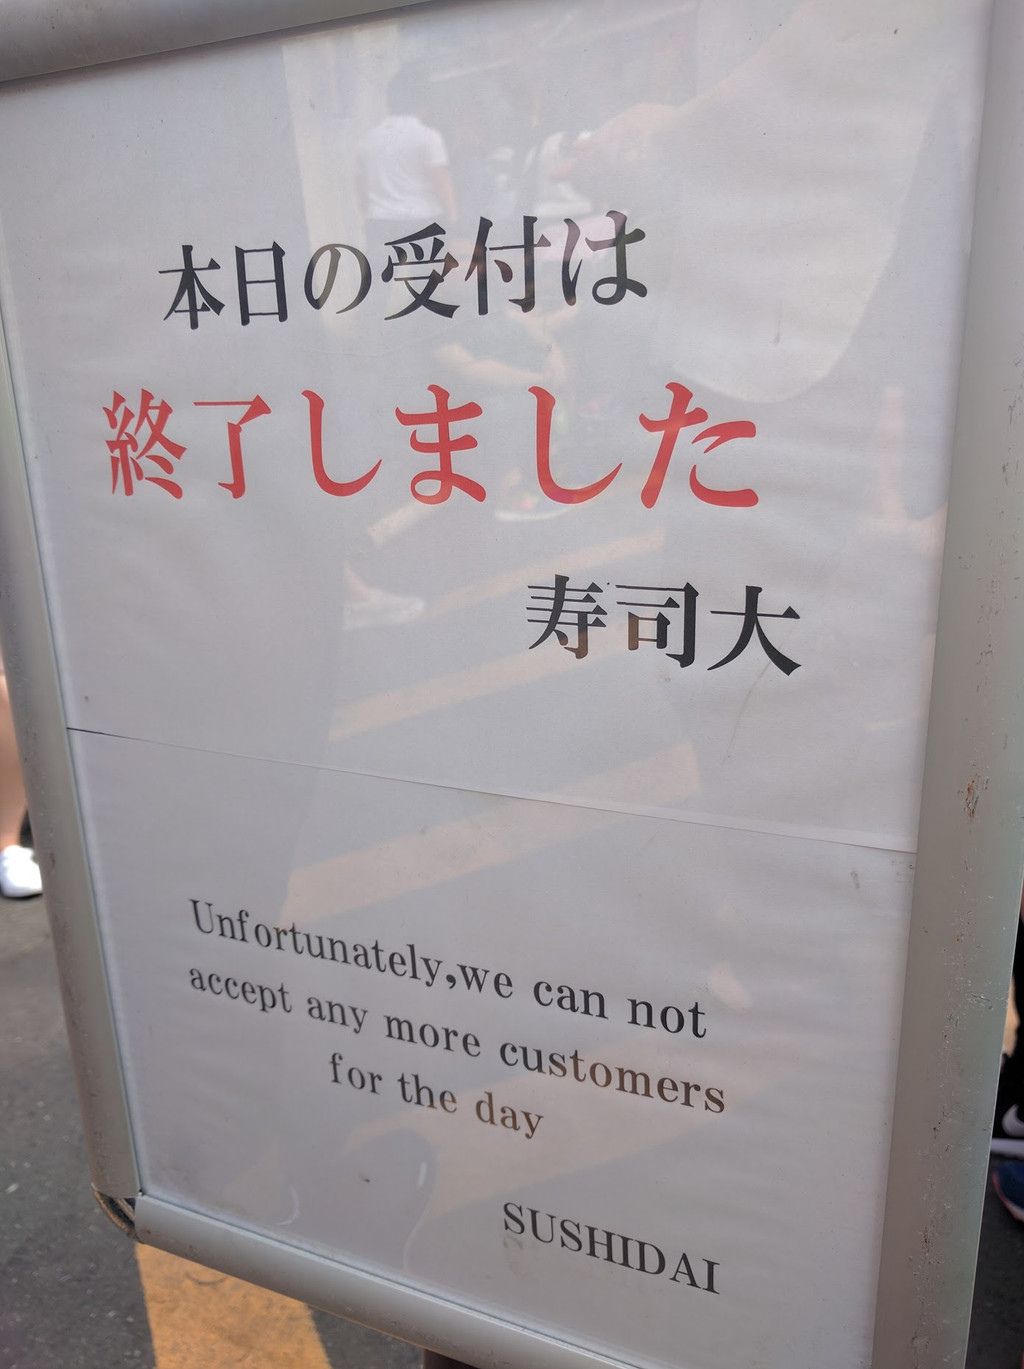 本日の受付は
終了しました
寿司大
Unfortunately,we can not
accept any more customers
for the day
SUSHIDAI